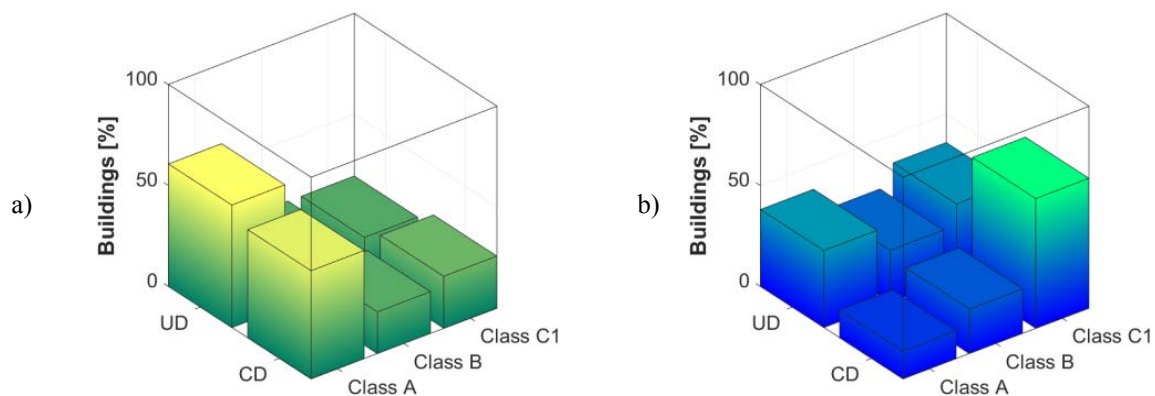 a)
100
50
0
Buildings [%]
UD
CD
Class A
Class B
Class C1
b)
100
50
0
Buildings [%]
UD
CD
Class A
Class B
Class C1